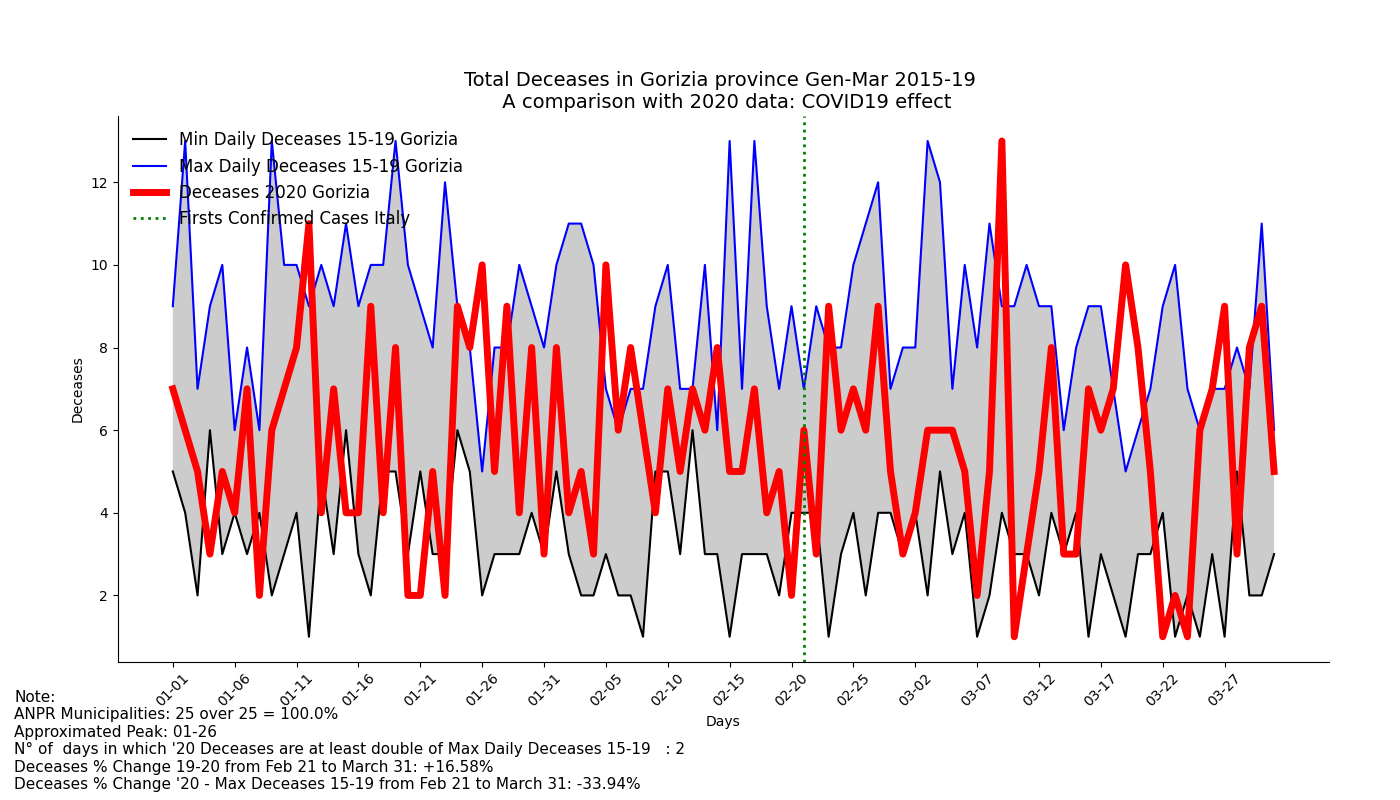 Total Deceases in Gorizia province Gen-Mar 2015-19
A comparison with 2020 data: COVID19 effect
Min Daily Deceases 15-19 Gorizia
Max Daily Deceases 15-19 Gorizia
Deceases 2020 Gorizia
Firsts Confirmed Cases Italy
12
10
8
6
4
2
Deceases
01-01
01-06
01-11
01-16
01-21
01-26
01-31
02-05
02-10
02-15
02-20
02-25
03-02
03-07
03-12
03-17
03-22
03-27
Days
Note:
ANPR Municipalities: 25 over 25 = 100.0%
Approximated Peak: 01-26
N° of  days in which '20 Deceases are at least double of Max Daily Deceases 15-19   : 2
Deceases % Change 19-20 from Feb 21 to March 31: +16.58%
Deceases % Change '20 - Max Deceases 15-19 from Feb 21 to March 31: -33.94%